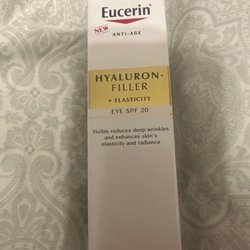 Eucerin®
NEW
ANTI-AGE
HYALURON-
FILLER
+ ELASTICITY
EYE SPF 20
Visibly reduces deep wrinkles
and enhances skin's
elasticity and radiance